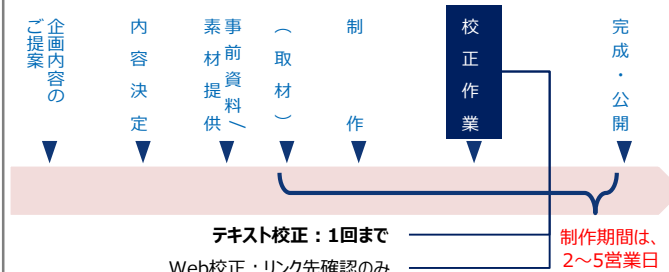 企画内容の
ご提案
内容決定
事前資料/
素材提供
（取材）
制作
校正作業
完成・公開
テキスト校正：1回まで
Web校正：リンク先確認のみ
制作期間は、
2～5営業日